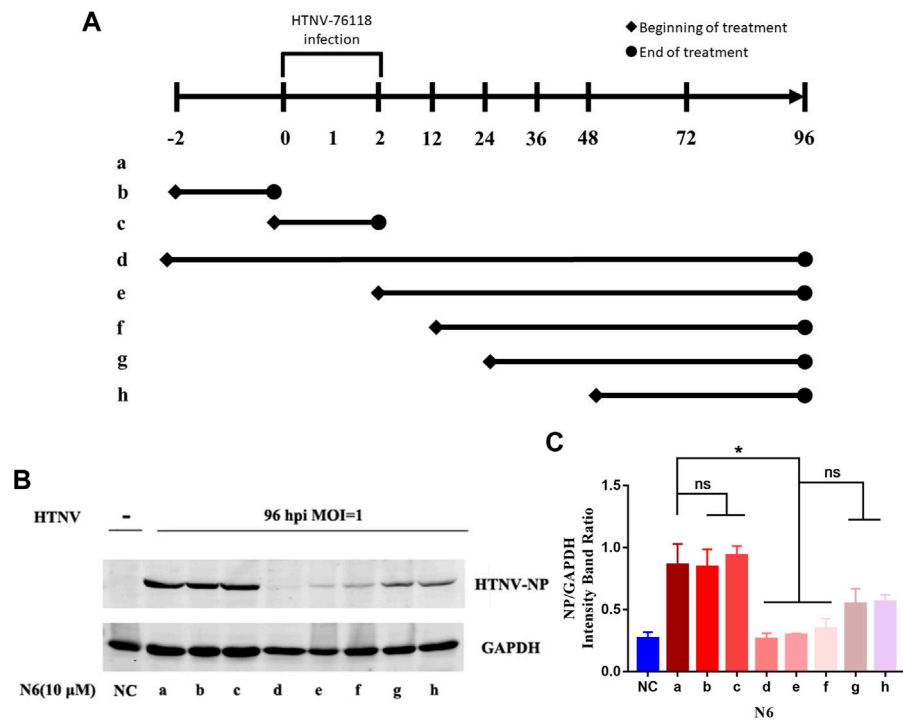 A
HTNV-76118
infection
Beginning of treatment
End of treatment
-2 0 1 2 12 24 36 48 72 96
a
b
c
d
e
f
g
h
B
HTNV - 96 hpi MOI=1
HTNV-NP
GAPDH
N6(10 μM) NC a b c d e f g h
C
*
ns
ns
NP/GAPDH
Intensity Band Ratio
1.5
1.0
0.5
0.0
NC a b c d e f g h
N6